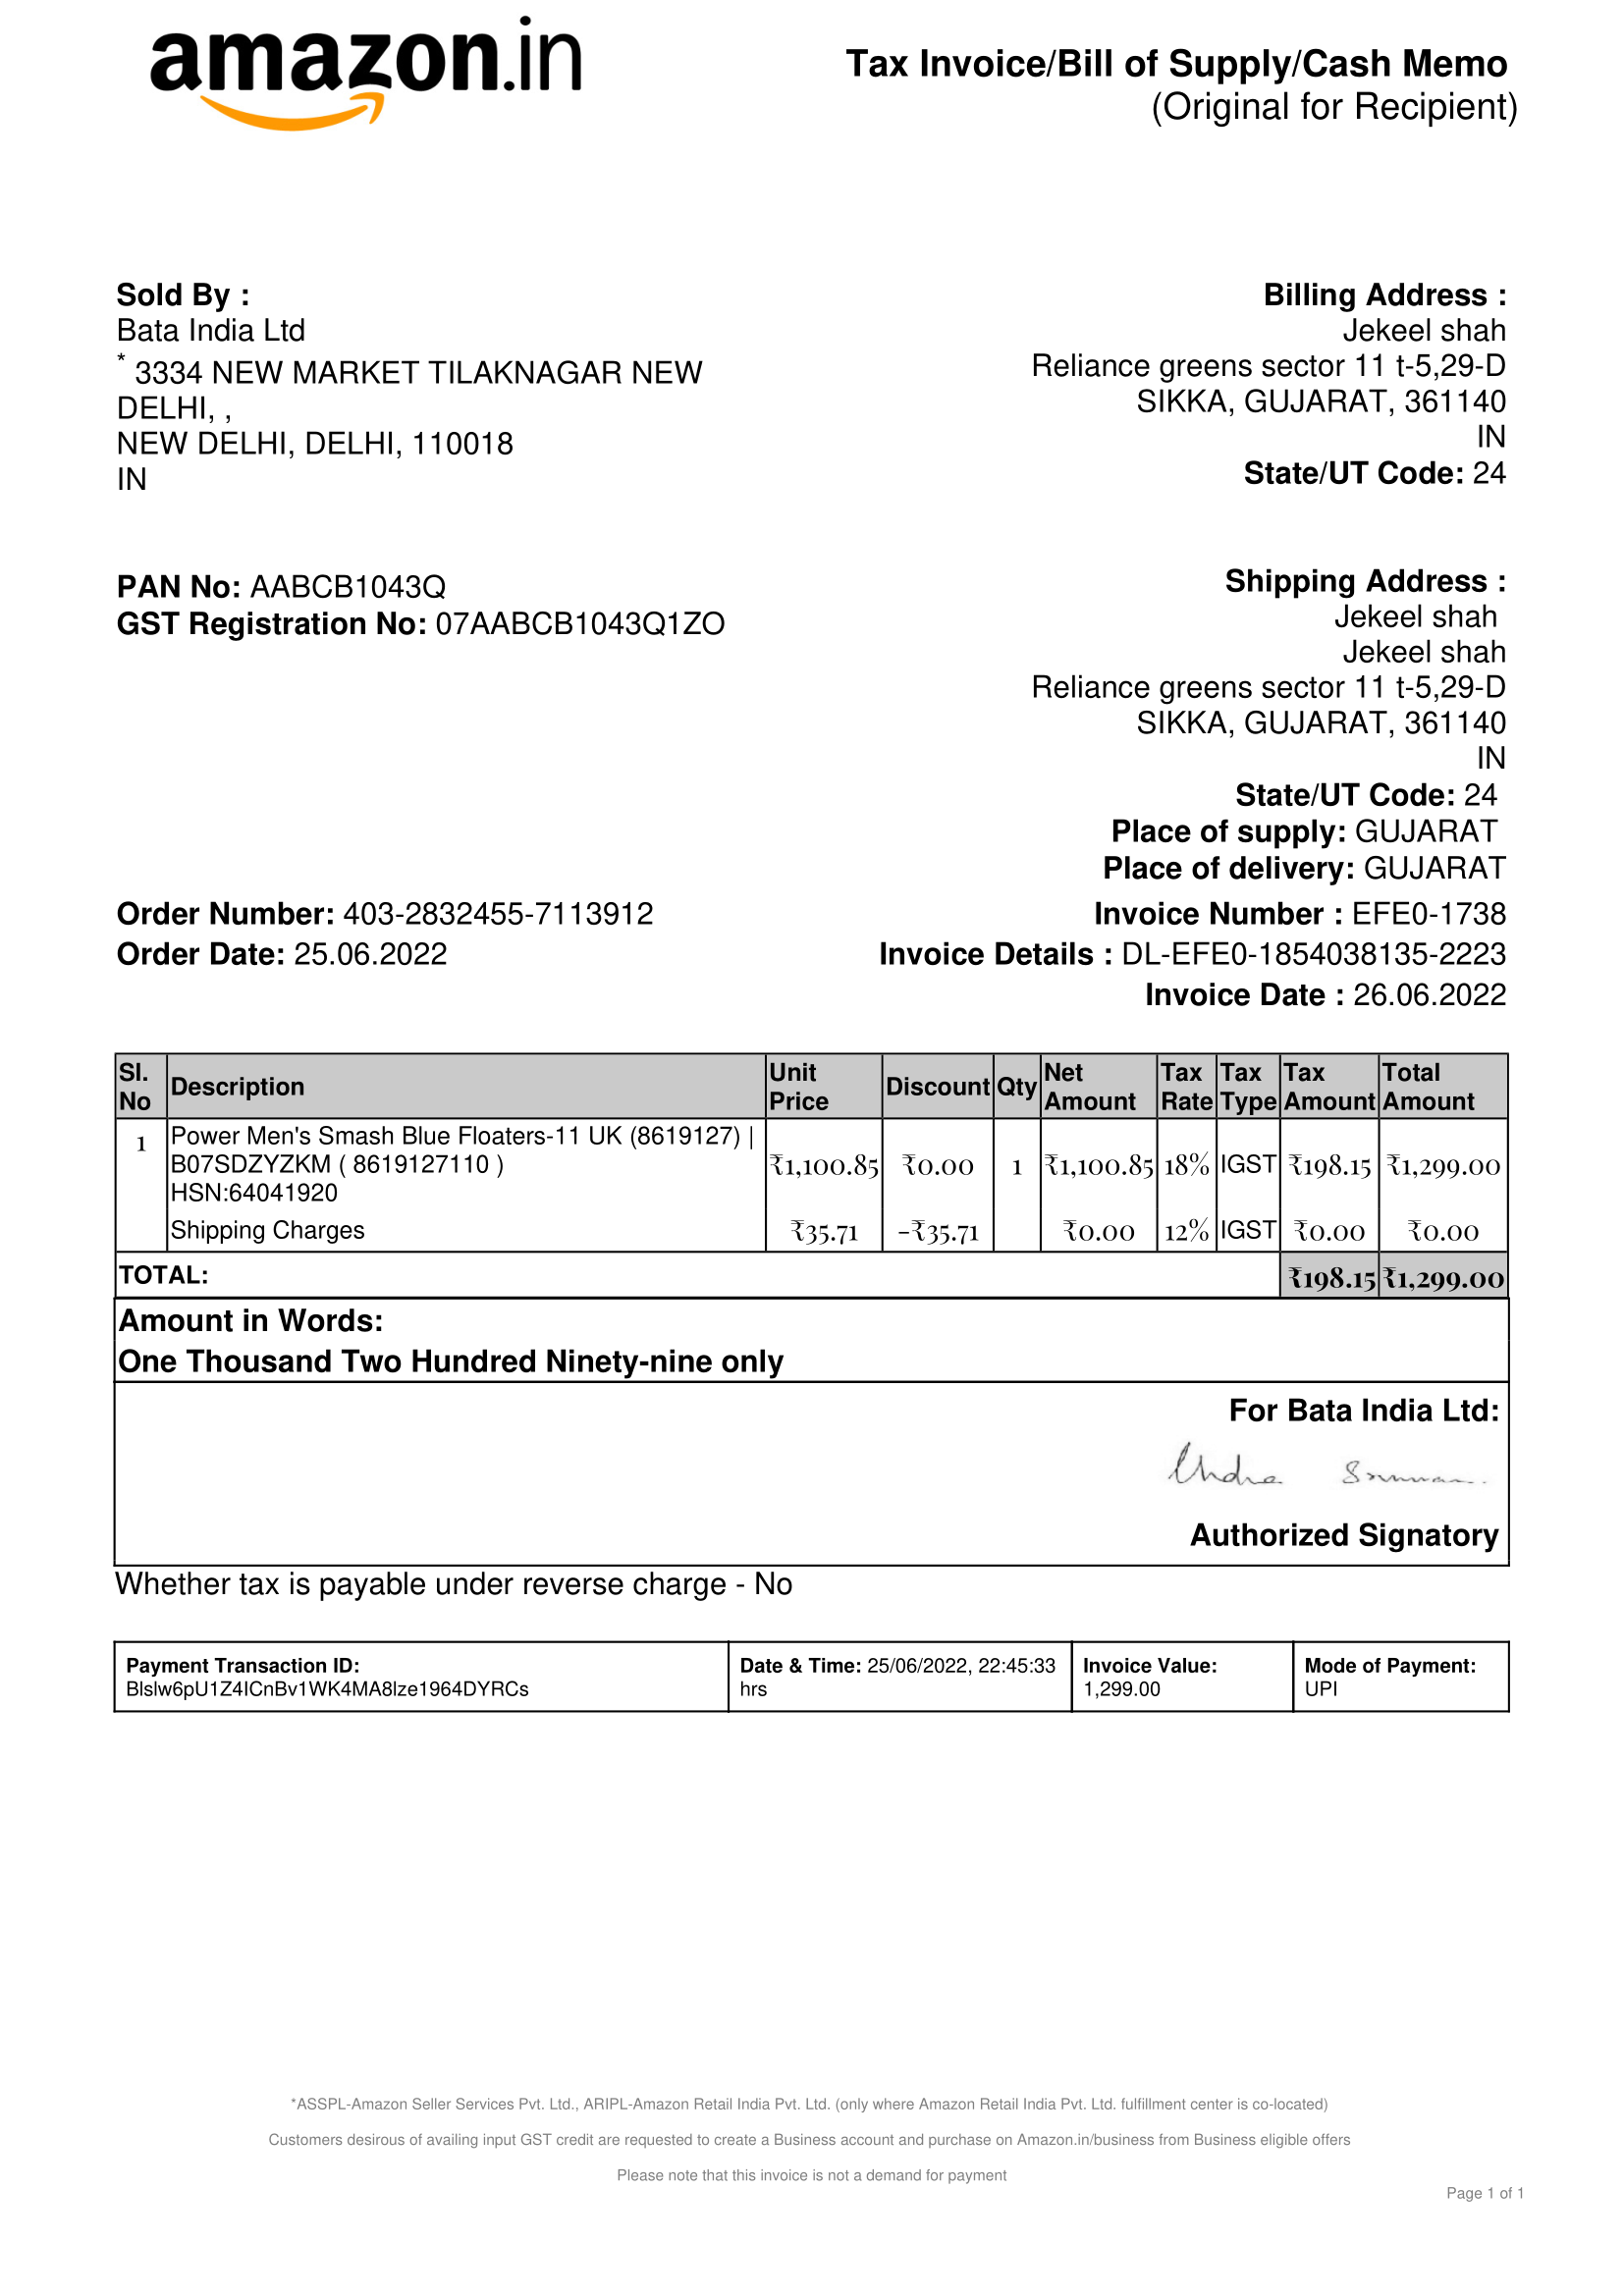 amazon.in
Tax Invoice/Bill of Supply/Cash Memo
(Original for Recipient)
Sold By :
Bata India Ltd
* 3334 NEW MARKET TILAKNAGAR NEW
DELHI, ,
NEW DELHI, DELHI, 110018
IN
PAN No: AABCB1043Q
GST Registration No: 07AABCB1043Q1ZO
Billing Address :
Jekeel shah
Reliance greens sector 11 t-5,29-D
SIKKA, GUJARAT, 361140
IN
State/UT Code: 24
Shipping Address :
Jekeel shah
Jekeel shah
Reliance greens sector 11 t-5,29-D
SIKKA, GUJARAT, 361140
IN
State/UT Code: 24
Place of supply: GUJARAT
Place of delivery: GUJARAT
Order Number: 403-2832455-7113912
Order Date: 25.06.2022
Invoice Number : EFE0-1738
Invoice Details : DL-EFE0-1854038135-2223
Invoice Date : 26.06.2022
Sl. No Description Unit Price Discount Qty Net Amount Tax Rate Tax Type Tax Amount Total Amount
1 Power Men's Smash Blue Floaters-11 UK (8619127) |
B07SDZYZKM ( 8619127110 ) ₹1,100.85 ₹0.00 1 ₹1,100.85 18% IGST ₹198.15 ₹1,299.00
HSN:64041920
Shipping Charges ₹35.71 -₹35.71 ₹0.00 12% IGST ₹0.00 ₹0.00
TOTAL: ₹198.15 ₹1,299.00
Amount in Words:
One Thousand Two Hundred Ninety-nine only
For Bata India Ltd:
Authorized Signatory
Whether tax is payable under reverse charge - No
Payment Transaction ID:
BlsIw6pU1Z4ICnBv1WK4MA8Ize1964DYRCs
Date & Time: 25/06/2022, 22:45:33
hrs
Invoice Value:
1,299.00
Mode of Payment:
UPI
*ASSPL-Amazon Seller Services Pvt. Ltd., ARIPL-Amazon Retail India Pvt. Ltd. (only where Amazon Retail India Pvt. Ltd. fulfillment center is co-located)
Customers desirous of availing input GST credit are requested to create a Business account and purchase on Amazon.in/business from Business eligible offers
Please note that this invoice is not a demand for payment
Page 1 of 1